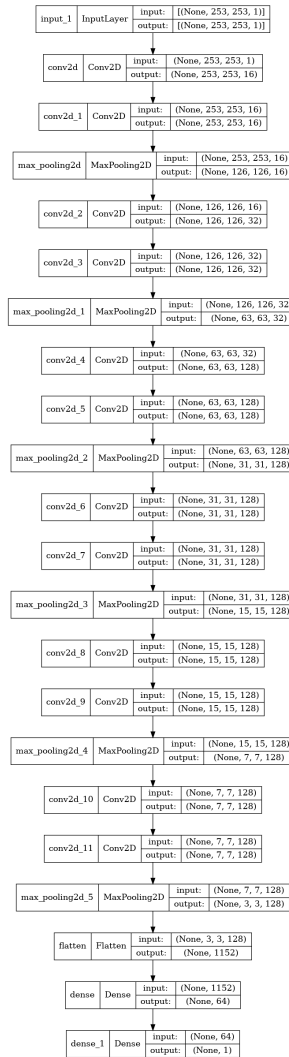 input_1 InputLayer input: [(None, 253, 253, 1)]
output: [(None, 253, 253, 1)]
conv2d Conv2D input: (None, 253, 253, 1)
output: (None, 253, 253, 16)
conv2d_1 Conv2D input: (None, 253, 253, 16)
output: (None, 253, 253, 16)
max_pooling2d MaxPooling2D input: (None, 253, 253, 16)
output: (None, 126, 126, 16)
conv2d_2 Conv2D input: (None, 126, 126, 16)
output: (None, 126, 126, 32)
conv2d_3 Conv2D input: (None, 126, 126, 32)
output: (None, 126, 126, 32)
max_pooling2d_1 MaxPooling2D input: (None, 126, 126, 32
output: (None, 63, 63, 32)
conv2d_4 Conv2D input: (None, 63, 63, 32)
output: (None, 63, 63, 128)
conv2d_5 Conv2D input: (None, 63, 63, 128)
output: (None, 63, 63, 128)
max_pooling2d_2 MaxPooling2D input: (None, 63, 63, 128)
output: (None, 31, 31, 128)
conv2d_6 Conv2D input: (None, 31, 31, 128)
output: (None, 31, 31, 128)
conv2d_7 Conv2D input: (None, 31, 31, 128)
output: (None, 31, 31, 128)
max_pooling2d_3 MaxPooling2D input: (None, 31, 31, 128)
output: (None, 15, 15, 128)
conv2d_8 Conv2D input: (None, 15, 15, 128)
output: (None, 15, 15, 128)
conv2d_9 Conv2D input: (None, 15, 15, 128)
output: (None, 15, 15, 128)
max_pooling2d_4 MaxPooling2D input: (None, 15, 15, 128)
output: (None, 7, 7, 128)
conv2d_10 Conv2D input: (None, 7, 7, 128)
output: (None, 7, 7, 128)
conv2d_11 Conv2D input: (None, 7, 7, 128)
output: (None, 7, 7, 128)
max_pooling2d_5 MaxPooling2D input: (None, 7, 7, 128)
output: (None, 3, 3, 128)
flatten Flatten input: (None, 3, 3, 128)
output: (None, 1152)
dense Dense input: (None, 1152)
output: (None, 64)
dense_1 Dense input: (None, 64)
output: (None, 1)